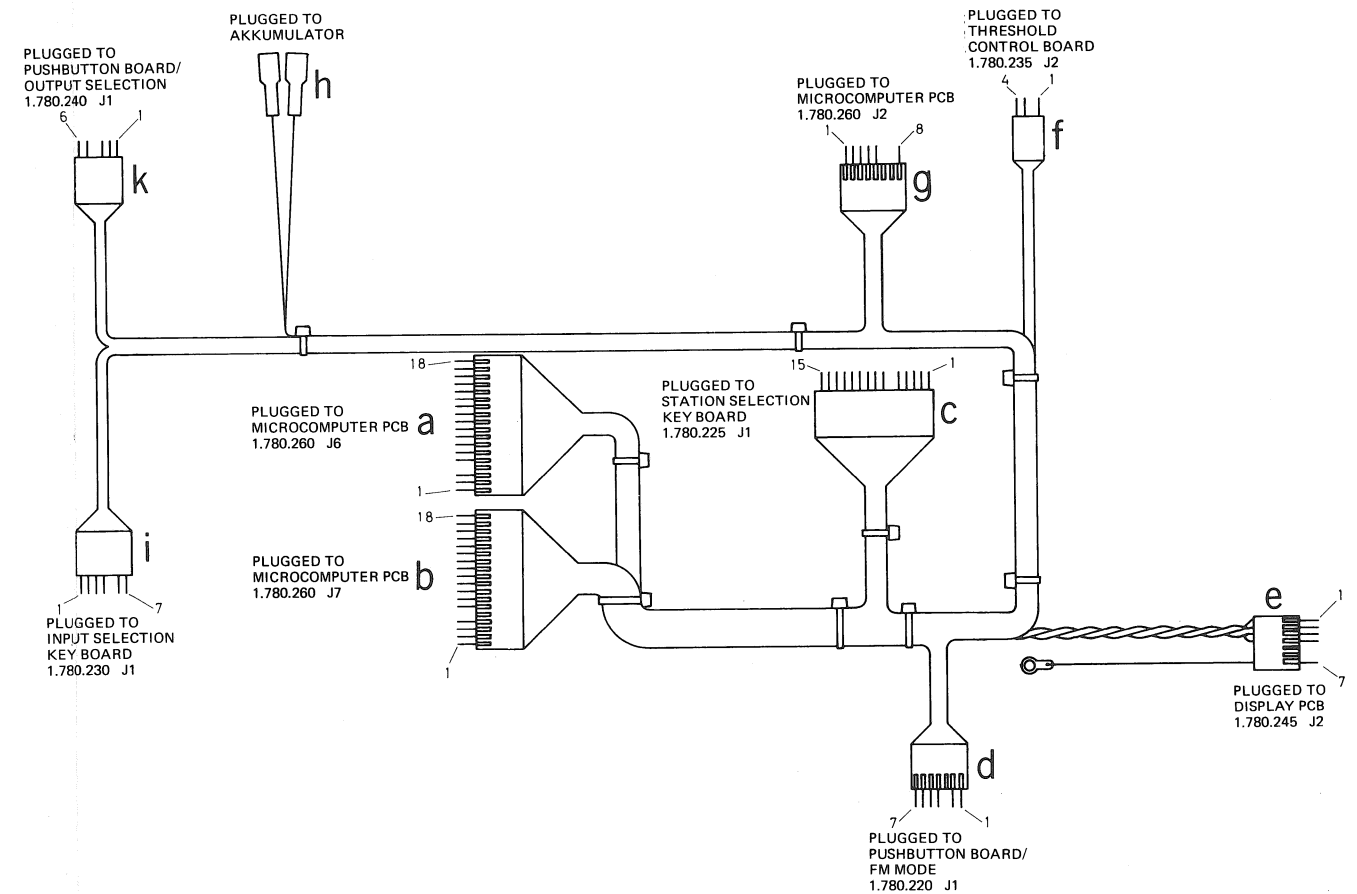 PLUGGED TO
AKKUMULATOR
h
PLUGGED TO
PUSHBUTTON BOARD/
OUTPUT SELECTION
1.780.240 J1
6 1
k
PLUGGED TO
MICROCOMPUTER PCB
1.780.260 J2
1 8
g
PLUGGED TO
THRESHOLD
CONTROL BOARD
1.780.235 J2
4 1
f
18
PLUGGED TO
MICROCOMPUTER PCB
1.780.260 J6
a
1
PLUGGED TO
STATION SELECTION
KEY BOARD
1.780.225 J1
15 1
c
18
PLUGGED TO
MICROCOMPUTER PCB
1.780.260 J7
b
1
i
1 7
PLUGGED TO
INPUT SELECTION
KEY BOARD
1.780.230 J1
e
1
7
PLUGGED TO
DISPLAY PCB
1.780.245 J2
d
7 1
PLUGGED TO
PUSHBUTTON BOARD/
FM MODE
1.780.220 J1